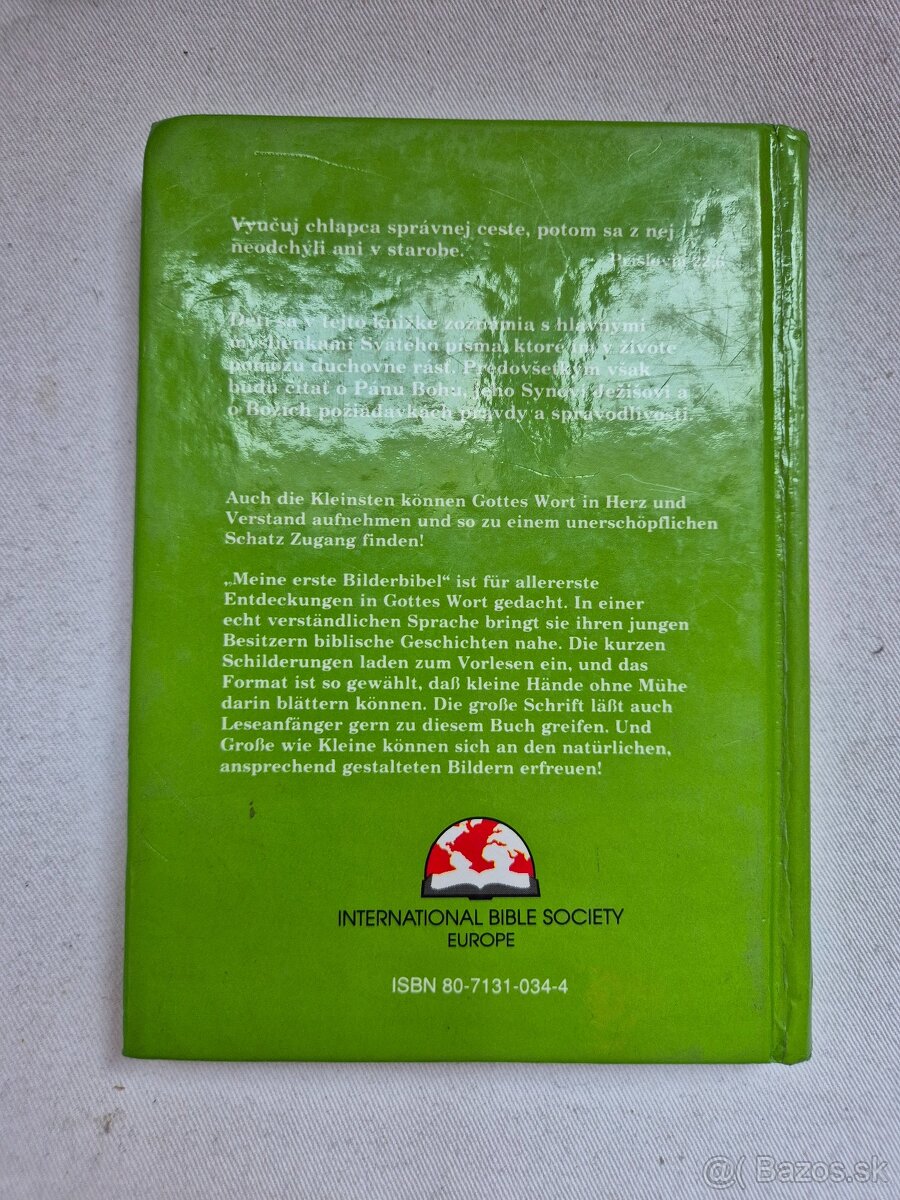 Vyučuj chlapca správnej ceste, potom sa z nej
neodchýli ani v starobe.
Príslovia 22,6
Deti sa v tejto knižke zoznámia s hlavnými
myšlienkami Svätého písma, ktoré im v živote
pomôžu duchovne rásť. Predovšetkým však
budú čítať o Pánu Bohu, jeho Synovi Ježišovi a
o Božích požiadavkách pravdy a spravodlivosti.
Auch die Kleinsten können Gottes Wort in Herz und
Verstand aufnehmen und so zu einem unerschöpflichen
Schatz Zugang finden!
„Meine erste Bilderbibel“ ist für allererste
Entdeckungen in Gottes Wort gedacht. In einer
echt verständlichen Sprache bringt sie ihren jungen
Besitzern biblische Geschichten nahe. Die kurzen
Schilderungen laden zum Vorlesen ein, und das
Format ist so gewählt, daß kleine Hände ohne Mühe
darin blättern können. Die große Schrift läßt auch
Leseanfänger gern zu diesem Buch greifen. Und
Große wie Kleine können sich an den natürlichen,
ansprechend gestalteten Bildern erfreuen!
INTERNATIONAL BIBLE SOCIETY
EUROPE
ISBN 80-7131-034-4
@( Bazos.sk